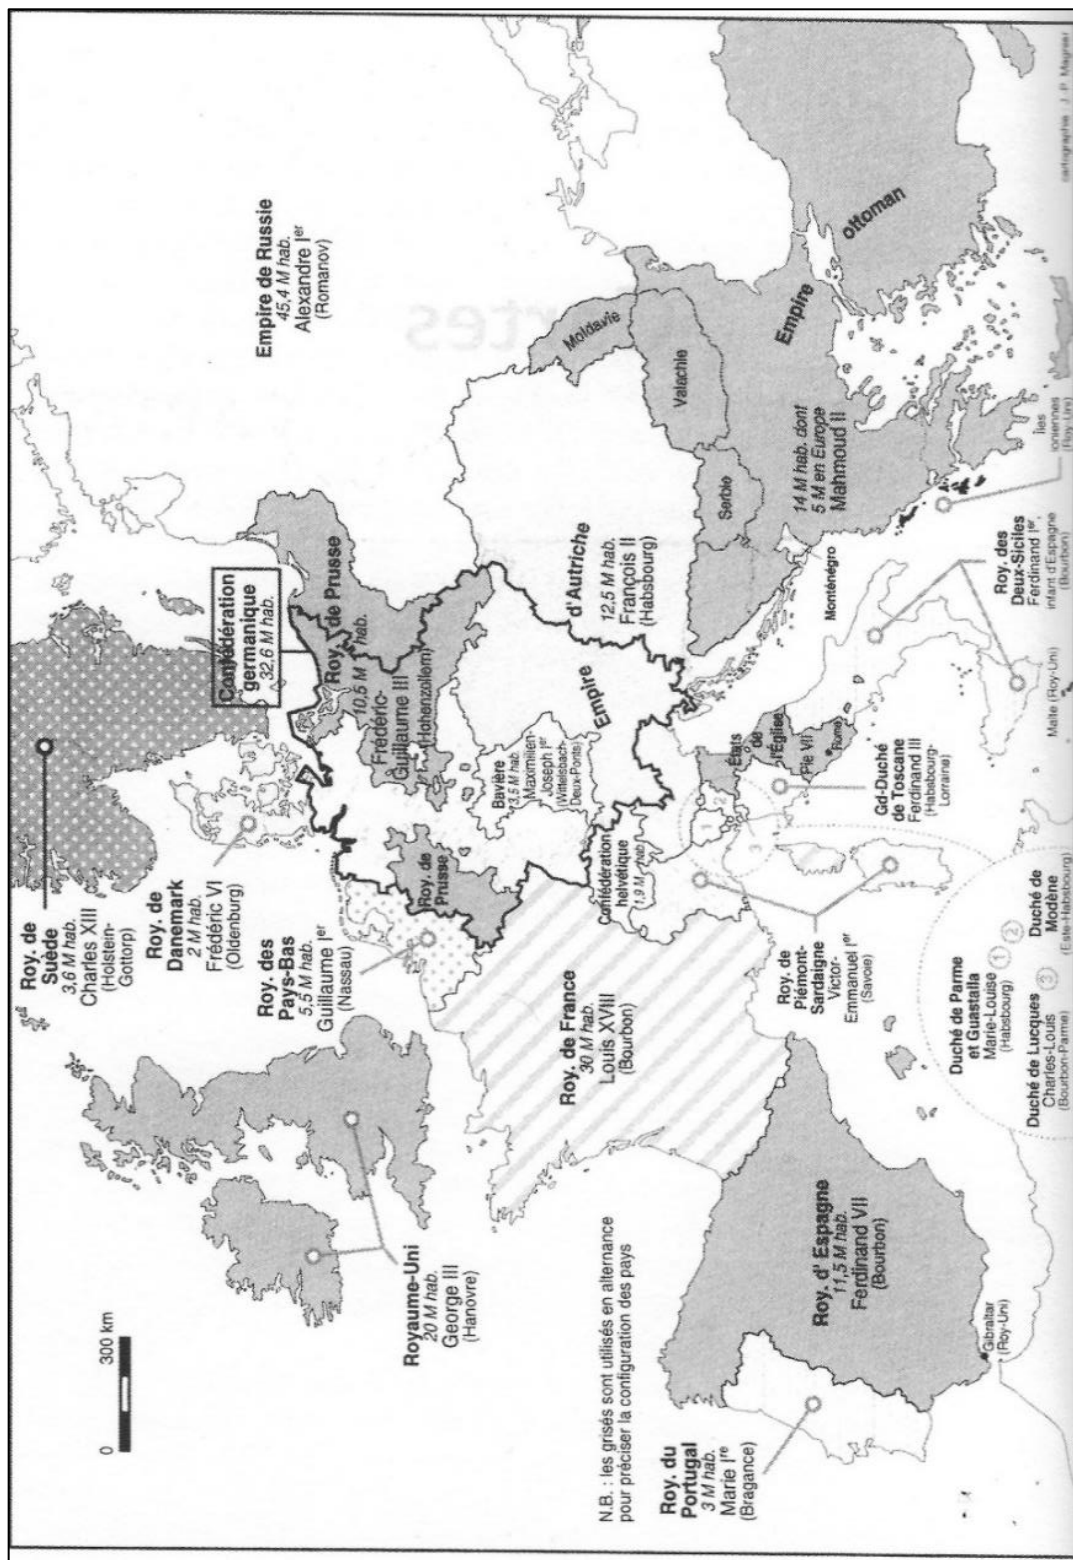 0 300 km
Roy. de
Suède
3,6 M hab.
Charles XIII
(Holstein-
Gottorp)
Roy. de
Danemark
2 M hab.
Frédéric VI
(Oldenburg)
Roy. des
Pays-Bas
5,5 M hab.
Guillaume Ier
(Nassau)
Royaume-Uni
20 M hab.
George III
(Hanovre)
Empire de Russie
45,4 M hab.
Alexandre Ier
(Romanov)
Confédération
germanique
32,6 M hab.
Roy. de Prusse
10,5 M hab.
Frédéric-
Guillaume III
(Hohenzollern)
Roy. de
Prusse
Bavière
13,5 M hab.
Maximilien-
Joseph Ier
(Wittelsbach-
Deux-Ponts)
Empire
d'Autriche
12,5 M hab.
François II
(Habsbourg)
Confédération
helvétique
1,9 M hab
Roy. de France
30 M hab.
Louis XVIII
(Bourbon)
Moldavie
Valachie
Serbie
Monténégro
Empire
ottoman
14 M hab. dont
5 M en Europe
Mahmoud II
N.B. : les grisés sont utilisés en alternance
pour préciser la configuration des pays
Roy. du
Portugal
3 M hab.
Marie Ire
(Bragance)
Roy. d' Espagne
11,5 M hab.
Ferdinand VII
(Bourbon)
Gibraltar
(Roy-Uni)
Roy. de
Piémont-
Sardaigne
Victor-
Emmanuel Ier
(Savoie)
États
de
l'Église
Pie VII
Rome
1
2
3
Gd-Duché
de Toscane
Ferdinand III
(Habsbourg-
Lorraine)
Roy. des
Deux-Siciles
Ferdinand Ier,
infant d'Espagne
(Bourbon)
Îles
Ioniennes
(Roy-Uni)
Malte (Roy-Uni)
Duché de Parme
et Guastalla
Marie-Louise
(Habsbourg)
1
2
Duché de
Modène
(Este-Habsbourg)
Duché de Lucques
3
Charles-Louis
(Bourbon-Parme)
cartographie : J.-P. Magnier